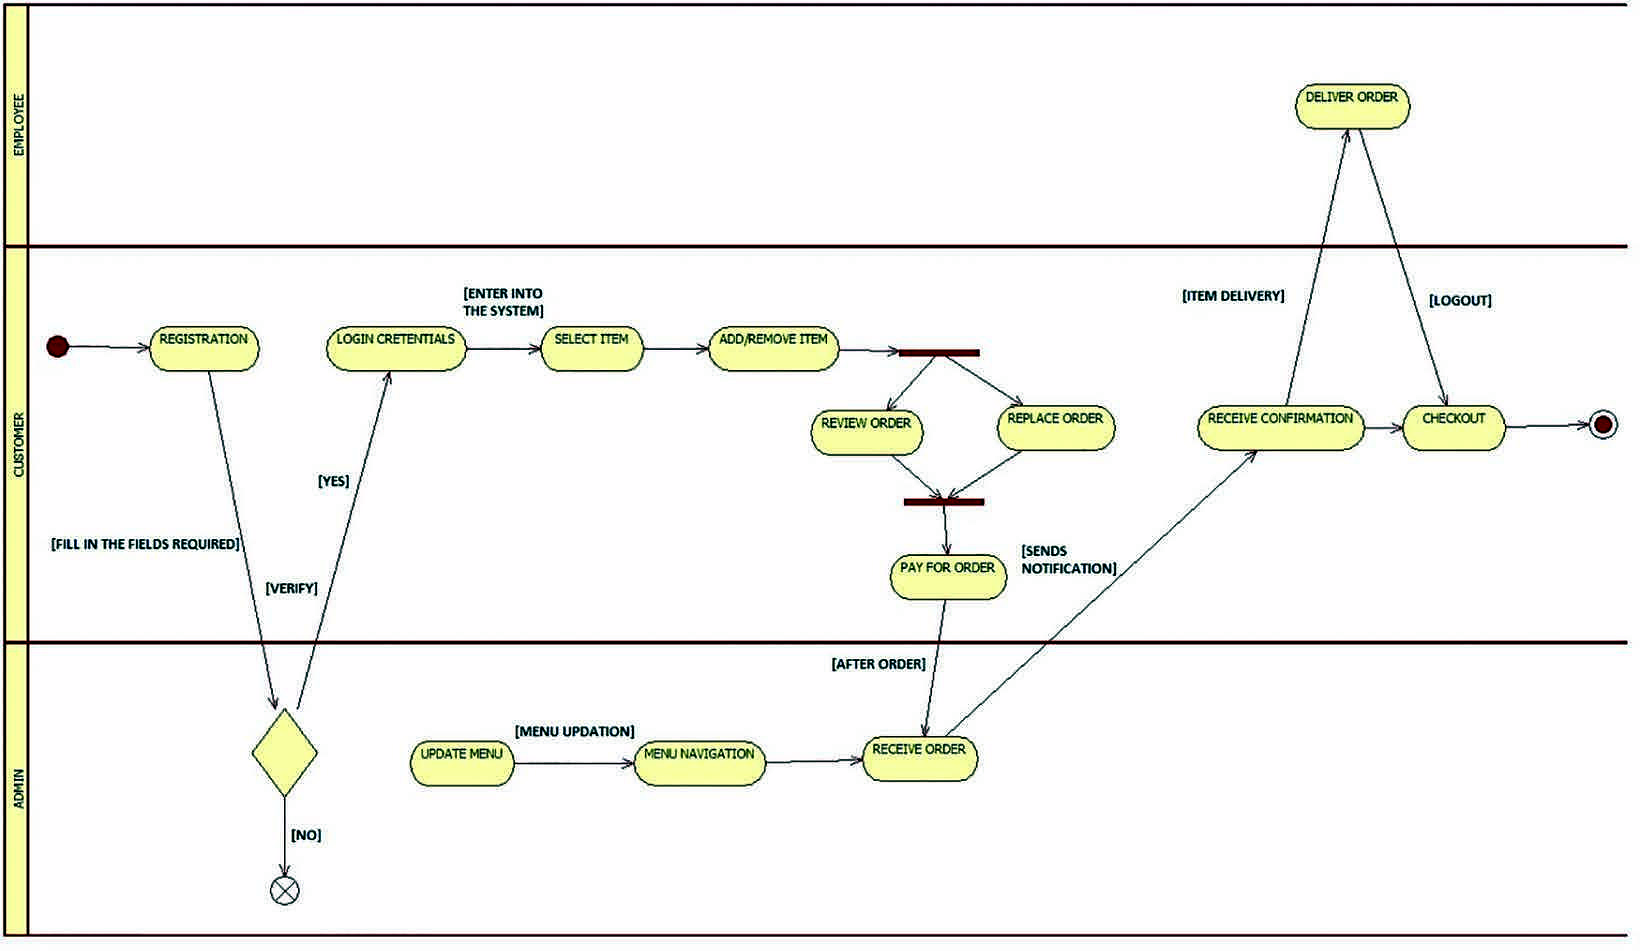 EMPLOYEE
DELIVER ORDER
CUSTOMER
[ENTER INTO
THE SYSTEM]
[ITEM DELIVERY]
[LOGOUT]
REGISTRATION
LOGIN CRETENTIALS
SELECT ITEM
ADD/REMOVE ITEM
REVIEW ORDER
REPLACE ORDER
RECEIVE CONFIRMATION
CHECKOUT
[YES]
[FILL IN THE FIELDS REQUIRED]
[VERIFY]
PAY FOR ORDER
[SENDS
NOTIFICATION]
ADMIN
[AFTER ORDER]
[MENU UPDATION]
UPDATE MENU
MENU NAVIGATION
RECEIVE ORDER
[NO]